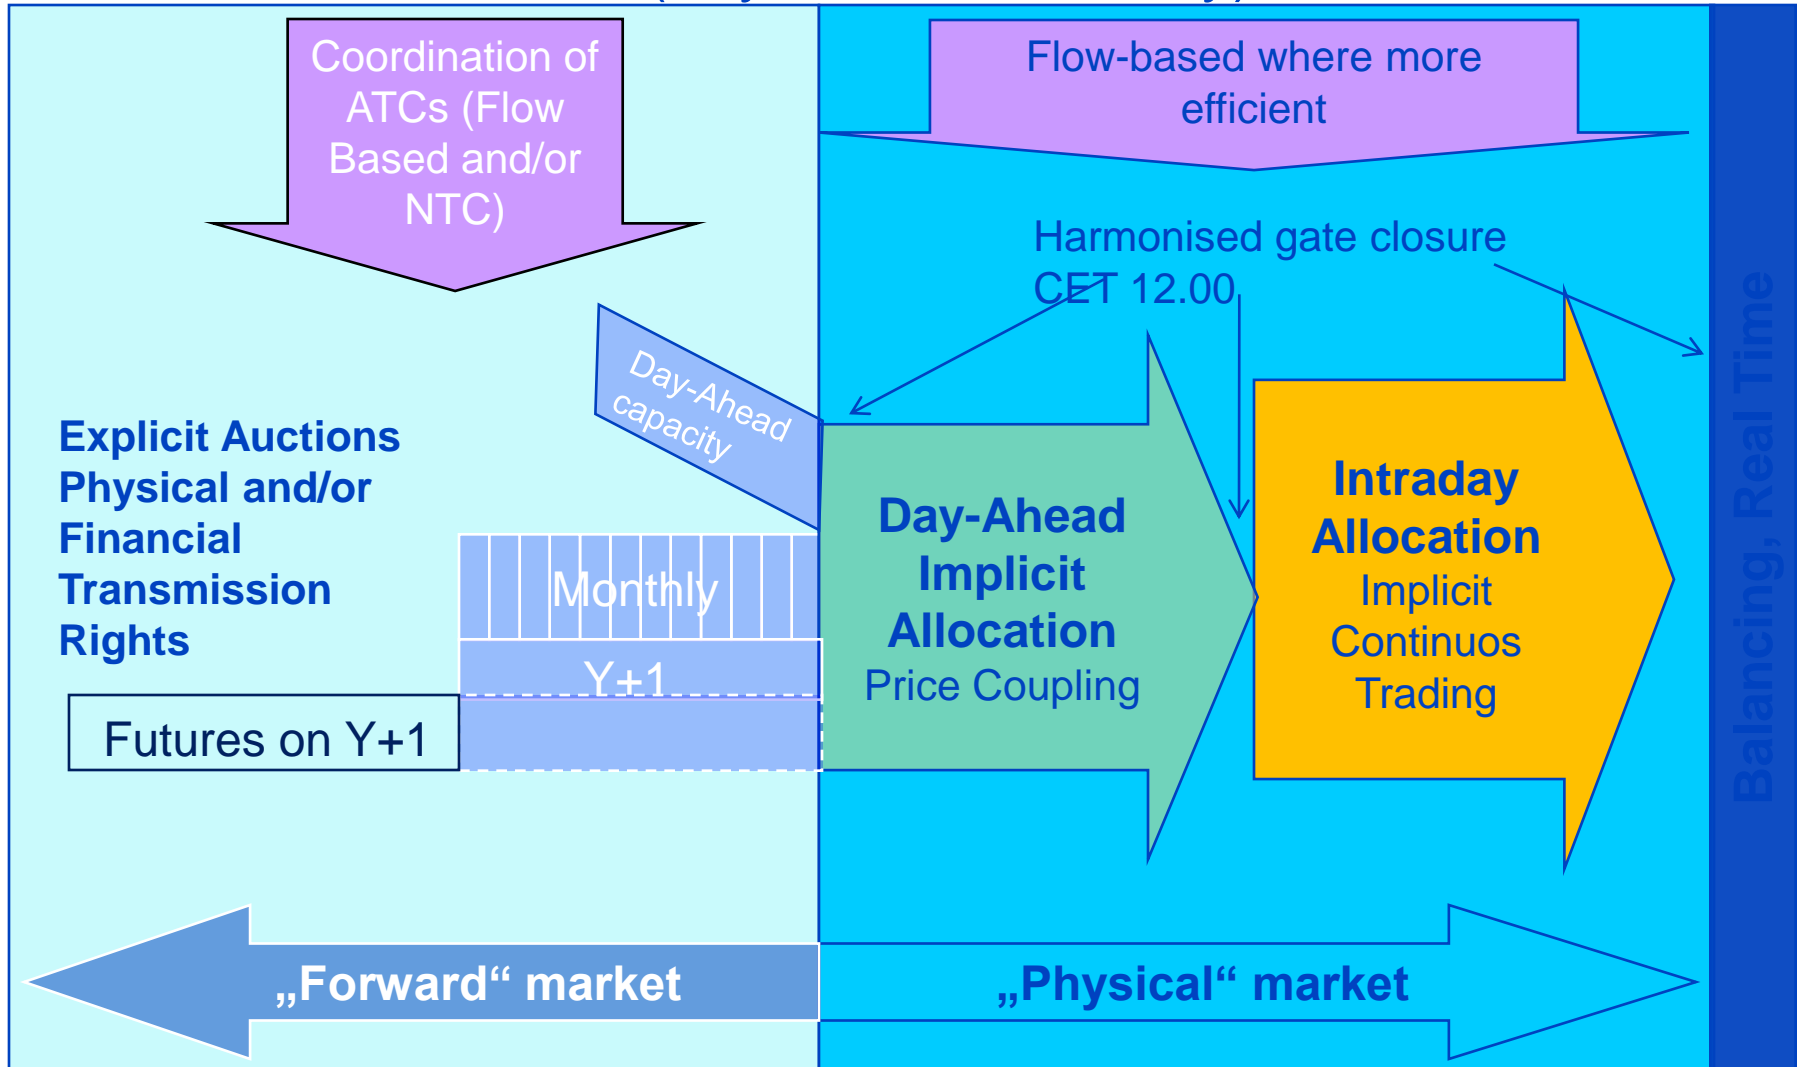 Coordination of
ATCs (Flow
Based and/or
NTC)
Flow-based where more
efficient
Harmonised gate closure
CET 12.00
Day-Ahead
capacity
Explicit Auctions
Physical and/or
Financial
Transmission
Rights
Monthly
Y+1
Futures on Y+1
Day-Ahead
Implicit
Allocation
Price Coupling
Intraday
Allocation
Implicit
Continuos
Trading
Balancing, Real Time
„Forward“ market
„Physical“ market